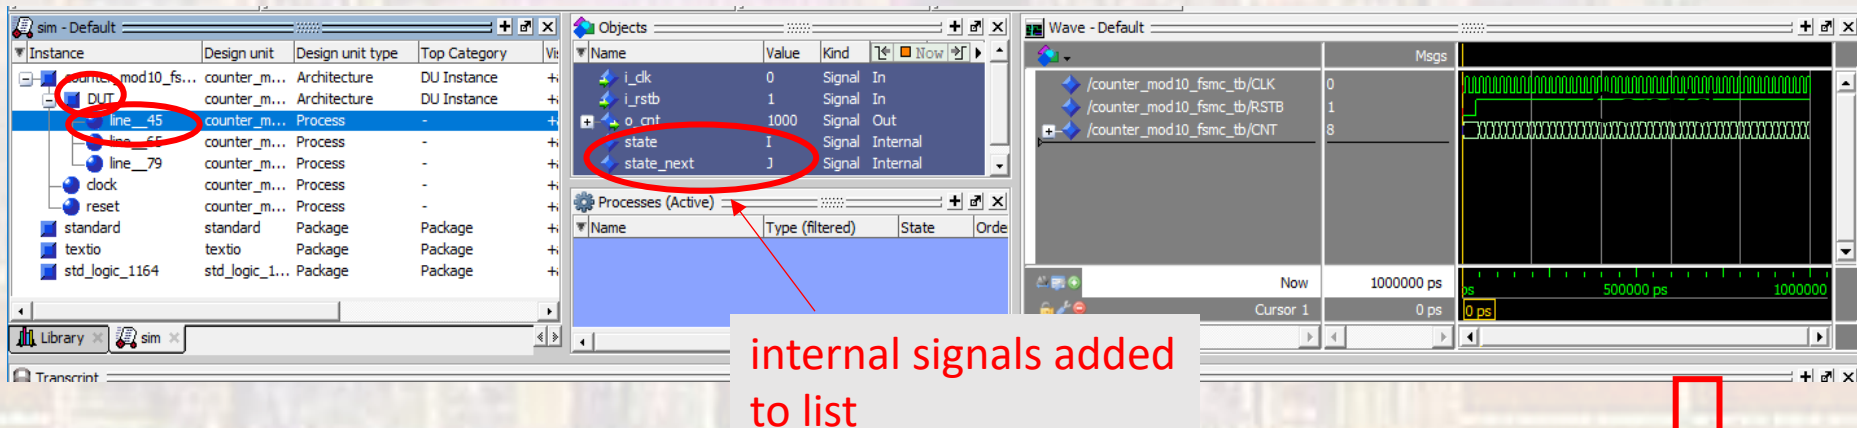 sim - Default
Instance Design unit Design unit type Top Category Vis
counter_mod10_fs... counter_m... Architecture DU Instance
DUT counter_m... Architecture DU Instance
line__45 counter_m... Process -
line__65 counter_m... Process -
line__79 counter_m... Process -
clock counter_m... Process -
reset counter_m... Process -
standard standard Package Package
textio textio Package Package
std_logic_1164 std_logic_1... Package Package
Library sim
Objects
Name Value Kind Now
i_clk 0 Signal In
i_rstb 1 Signal In
o_cnt 1000 Signal Out
state I Signal Internal
state_next J Signal Internal
Processes (Active)
Name Type (filtered) State Orde
Wave - Default
Msgs
/counter_mod10_fsmc_tb/CLK 0
/counter_mod10_fsmc_tb/RSTB 1
/counter_mod10_fsmc_tb/CNT 8
Now 1000000 ps ps 500000 ps 1000000
Cursor 1 0 ps 0 ps
internal signals added
to list
Transcript